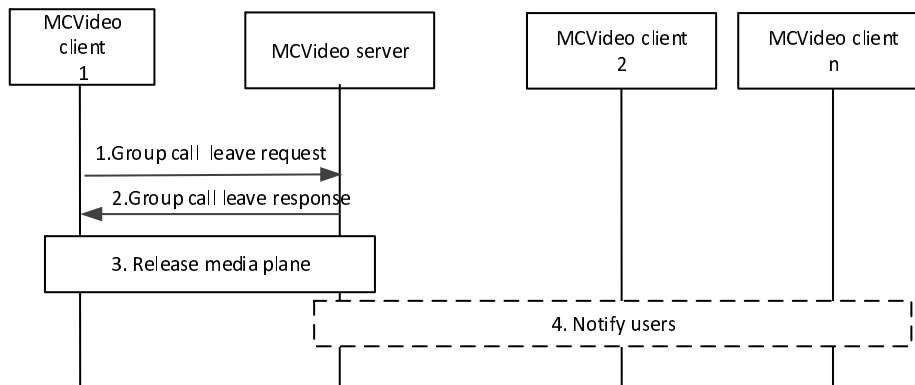 MCVideo
client
1
MCVideo server
MCVideo client
2
MCVideo client
n
1.Group call leave request
2.Group call leave response
3. Release media plane
4. Notify users